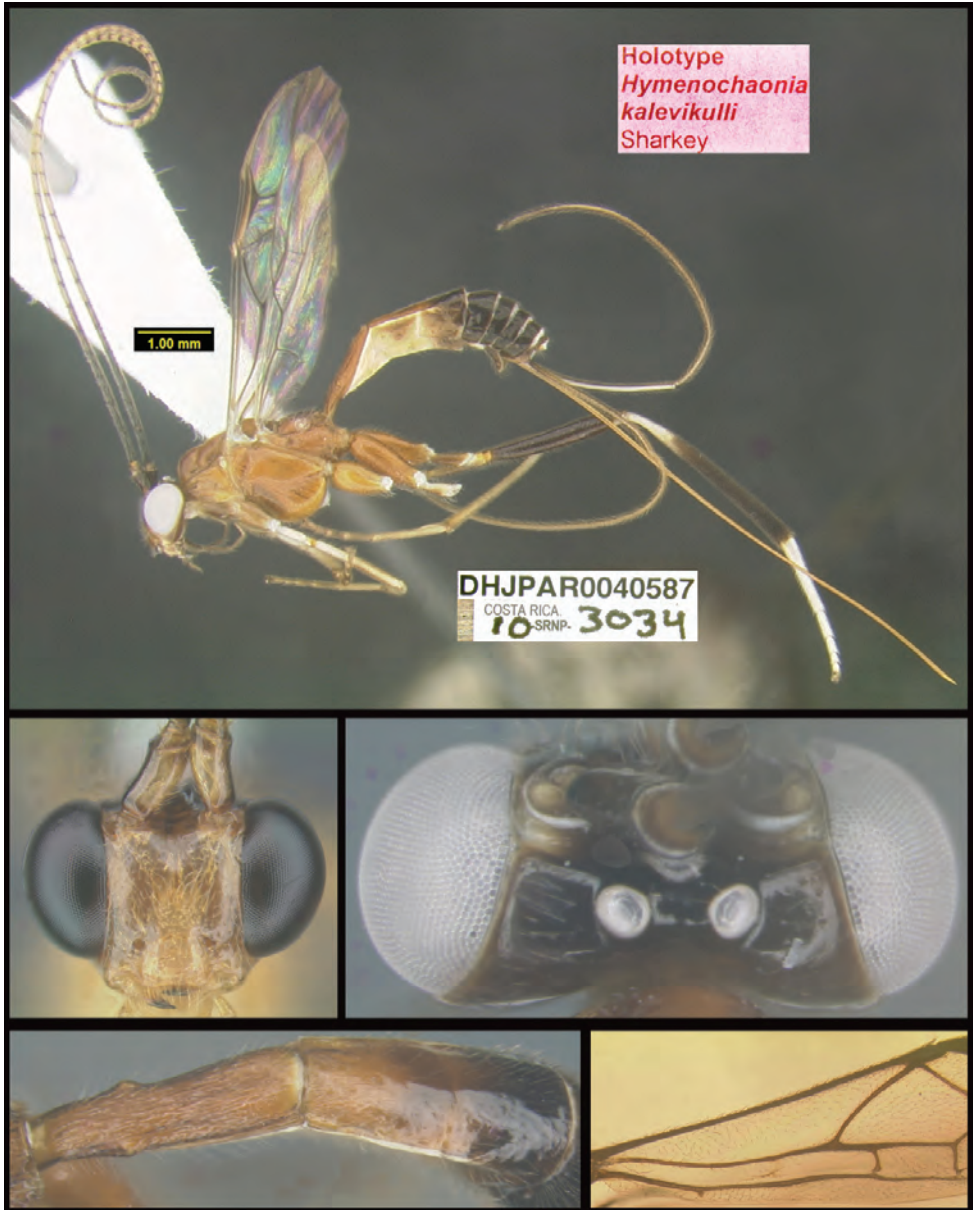 Holotype
Hymenochaonia
kalevikulli
Sharkey
1.00 mm
DHJPAR0040587
COSTA RICA.
10-SRNP- 3034